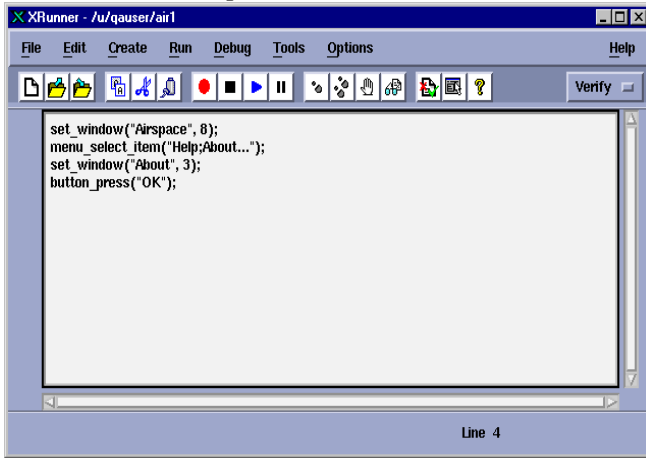 XRunner - /u/qauser/air1
File Edit Create Run Debug Tools Options Help
Verify
set_window("Airspace", 8);
menu_select_item("Help;About...");
set_window("About", 3);
button_press("OK");
Line 4